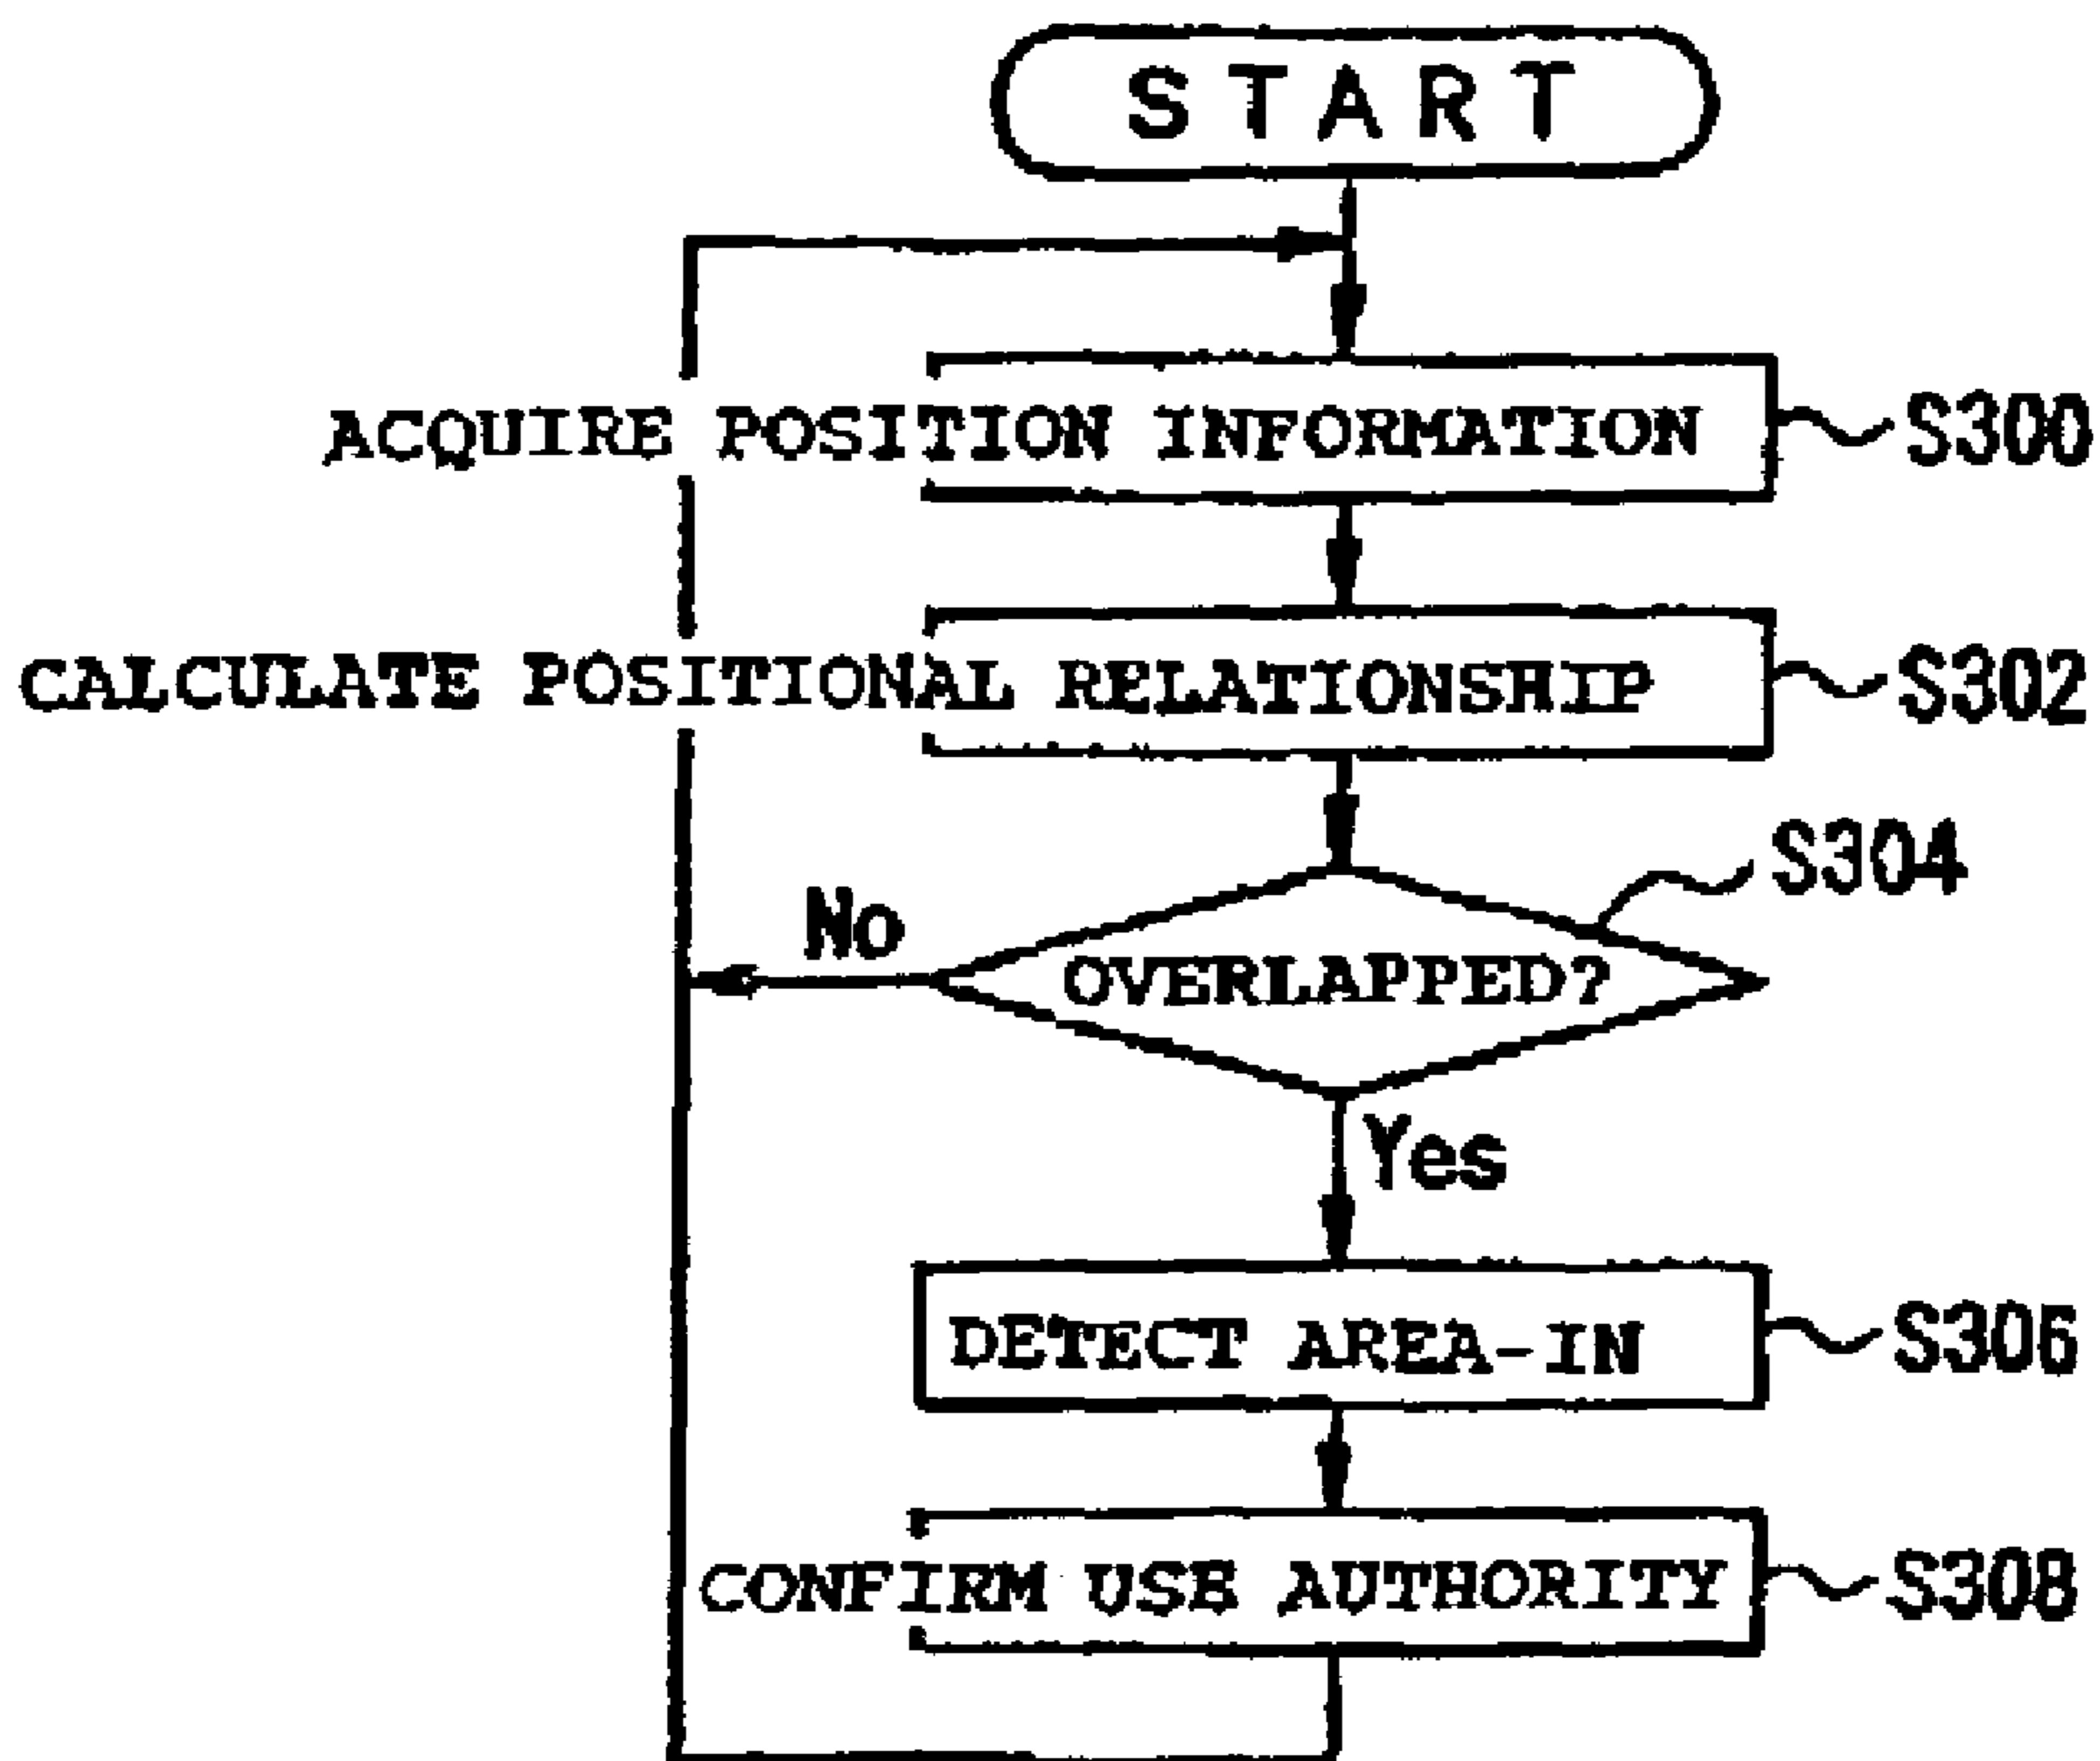 START
ACQUIRE POSITION INFORMATION
S300
CALCULATE POSITIONAL RELATIONSHIP
S302
S304
No
OVERLAPPED?
Yes
DETECT AREA-IN
S306
CONFIRM USE AUTHORITY
S308